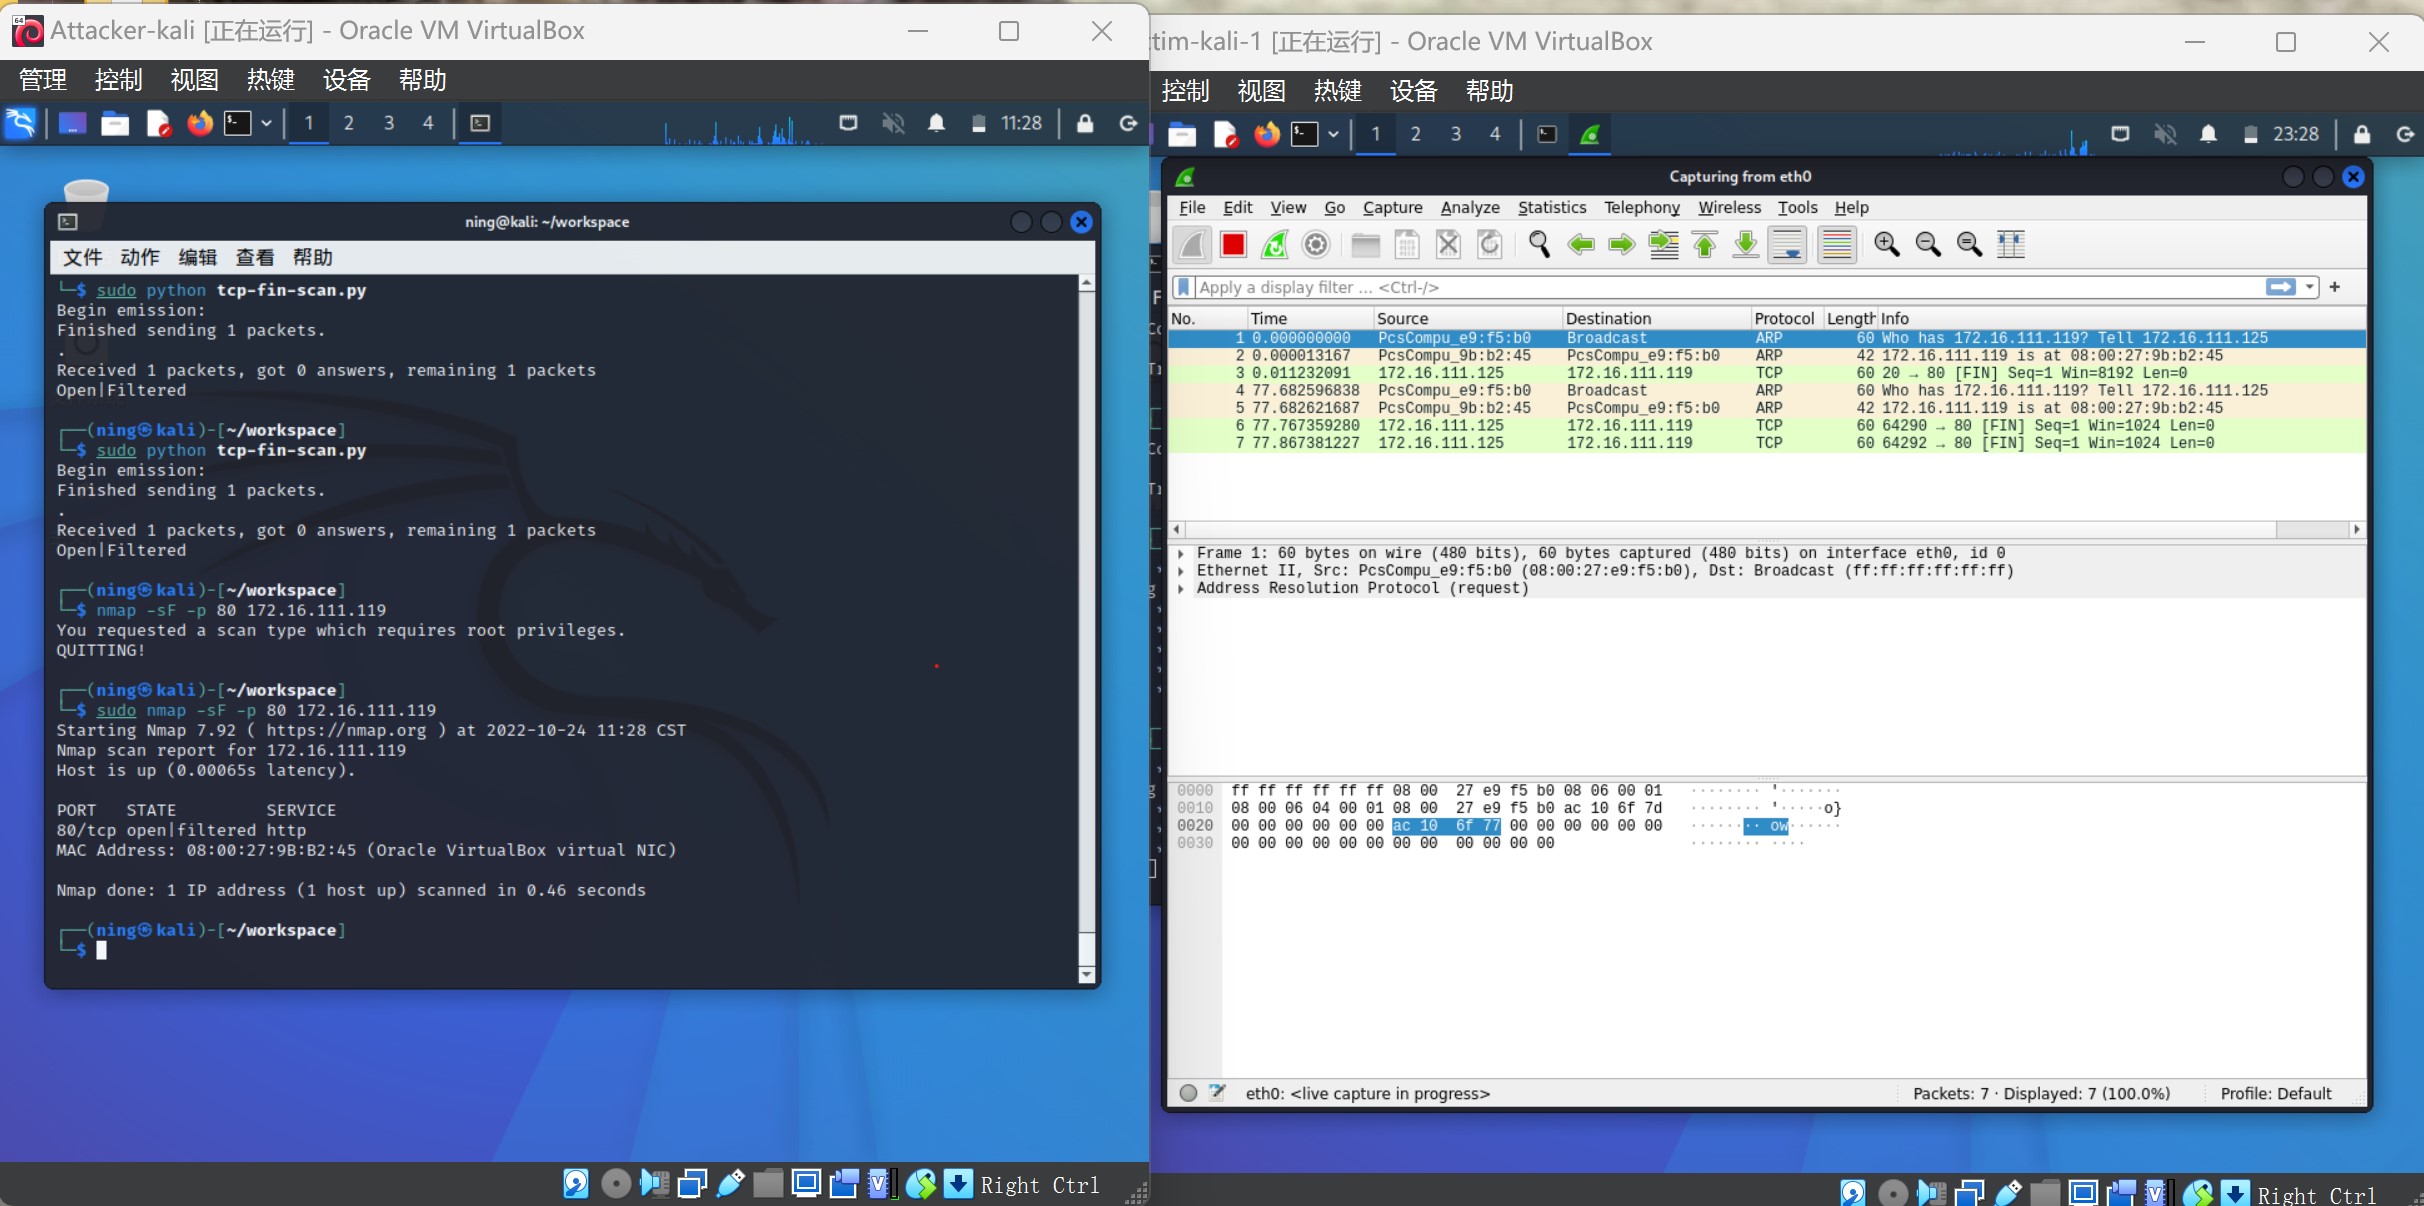 Attacker-kali [正在运行] - Oracle VM VirtualBox
管理 控制 视图 热键 设备 帮助
1 2 3 4 11:28
ning@kali: ~/workspace
文件 动作 编辑 查看 帮助
└─$ sudo python tcp-fin-scan.py
Begin emission:
Finished sending 1 packets.
.
Received 1 packets, got 0 answers, remaining 1 packets
Open|Filtered
┌──(ning㉿kali)-[~/workspace]
└─$ sudo python tcp-fin-scan.py
Begin emission:
Finished sending 1 packets.
.
Received 1 packets, got 0 answers, remaining 1 packets
Open|Filtered
┌──(ning㉿kali)-[~/workspace]
└─$ nmap -sF -p 80 172.16.111.119
You requested a scan type which requires root privileges.
QUITTING!
┌──(ning㉿kali)-[~/workspace]
└─$ sudo nmap -sF -p 80 172.16.111.119
Starting Nmap 7.92 ( https://nmap.org ) at 2022-10-24 11:28 CST
Nmap scan report for 172.16.111.119
Host is up (0.00065s latency).
PORT STATE SERVICE
80/tcp open|filtered http
MAC Address: 08:00:27:9B:B2:45 (Oracle VirtualBox virtual NIC)
Nmap done: 1 IP address (1 host up) scanned in 0.46 seconds
┌──(ning㉿kali)-[~/workspace]
└─$
Right Ctrl
tim-kali-1 [正在运行] - Oracle VM VirtualBox
控制 视图 热键 设备 帮助
1 2 3 4 23:28
Capturing from eth0
File Edit View Go Capture Analyze Statistics Telephony Wireless Tools Help
Apply a display filter ... <Ctrl-/>
No. Time Source Destination Protocol Length Info
1 0.000000000 PcsCompu_e9:f5:b0 Broadcast ARP 60 Who has 172.16.111.119? Tell 172.16.111.125
2 0.000013167 PcsCompu_9b:b2:45 PcsCompu_e9:f5:b0 ARP 42 172.16.111.119 is at 08:00:27:9b:b2:45
3 0.011232091 172.16.111.125 172.16.111.119 TCP 60 20 → 80 [FIN] Seq=1 Win=8192 Len=0
4 77.682596838 PcsCompu_e9:f5:b0 Broadcast ARP 60 Who has 172.16.111.119? Tell 172.16.111.125
5 77.682621687 PcsCompu_9b:b2:45 PcsCompu_e9:f5:b0 ARP 42 172.16.111.119 is at 08:00:27:9b:b2:45
6 77.767359280 172.16.111.125 172.16.111.119 TCP 60 64290 → 80 [FIN] Seq=1 Win=1024 Len=0
7 77.867381227 172.16.111.125 172.16.111.119 TCP 60 64292 → 80 [FIN] Seq=1 Win=1024 Len=0
Frame 1: 60 bytes on wire (480 bits), 60 bytes captured (480 bits) on interface eth0, id 0
Ethernet II, Src: PcsCompu_e9:f5:b0 (08:00:27:e9:f5:b0), Dst: Broadcast (ff:ff:ff:ff:ff:ff)
Address Resolution Protocol (request)
0000 ff ff ff ff ff ff 08 00 27 e9 f5 b0 08 06 00 01 ········ '·······
0010 08 00 06 04 00 01 08 00 27 e9 f5 b0 ac 10 6f 7d ········ '·····o}
0020 00 00 00 00 00 00 ac 10 6f 77 00 00 00 00 00 00 ········ ow······
0030 00 00 00 00 00 00 00 00 00 00 00 00 ········ ····
eth0: <live capture in progress> Packets: 7 · Displayed: 7 (100.0%) Profile: Default
Right Ctrl